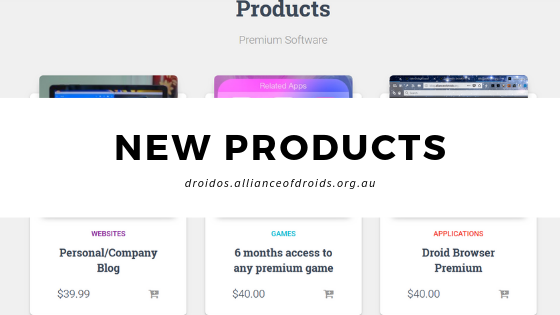 Products
Premium Software
Related Apps
NEW PRODUCTS
droidos.allianceofdroids.org.au
WEBSITES
Personal/Company
Blog
$39.99
GAMES
6 months access to
any premium game
$40.00
APPLICATIONS
Droid Browser
Premium
$40.00